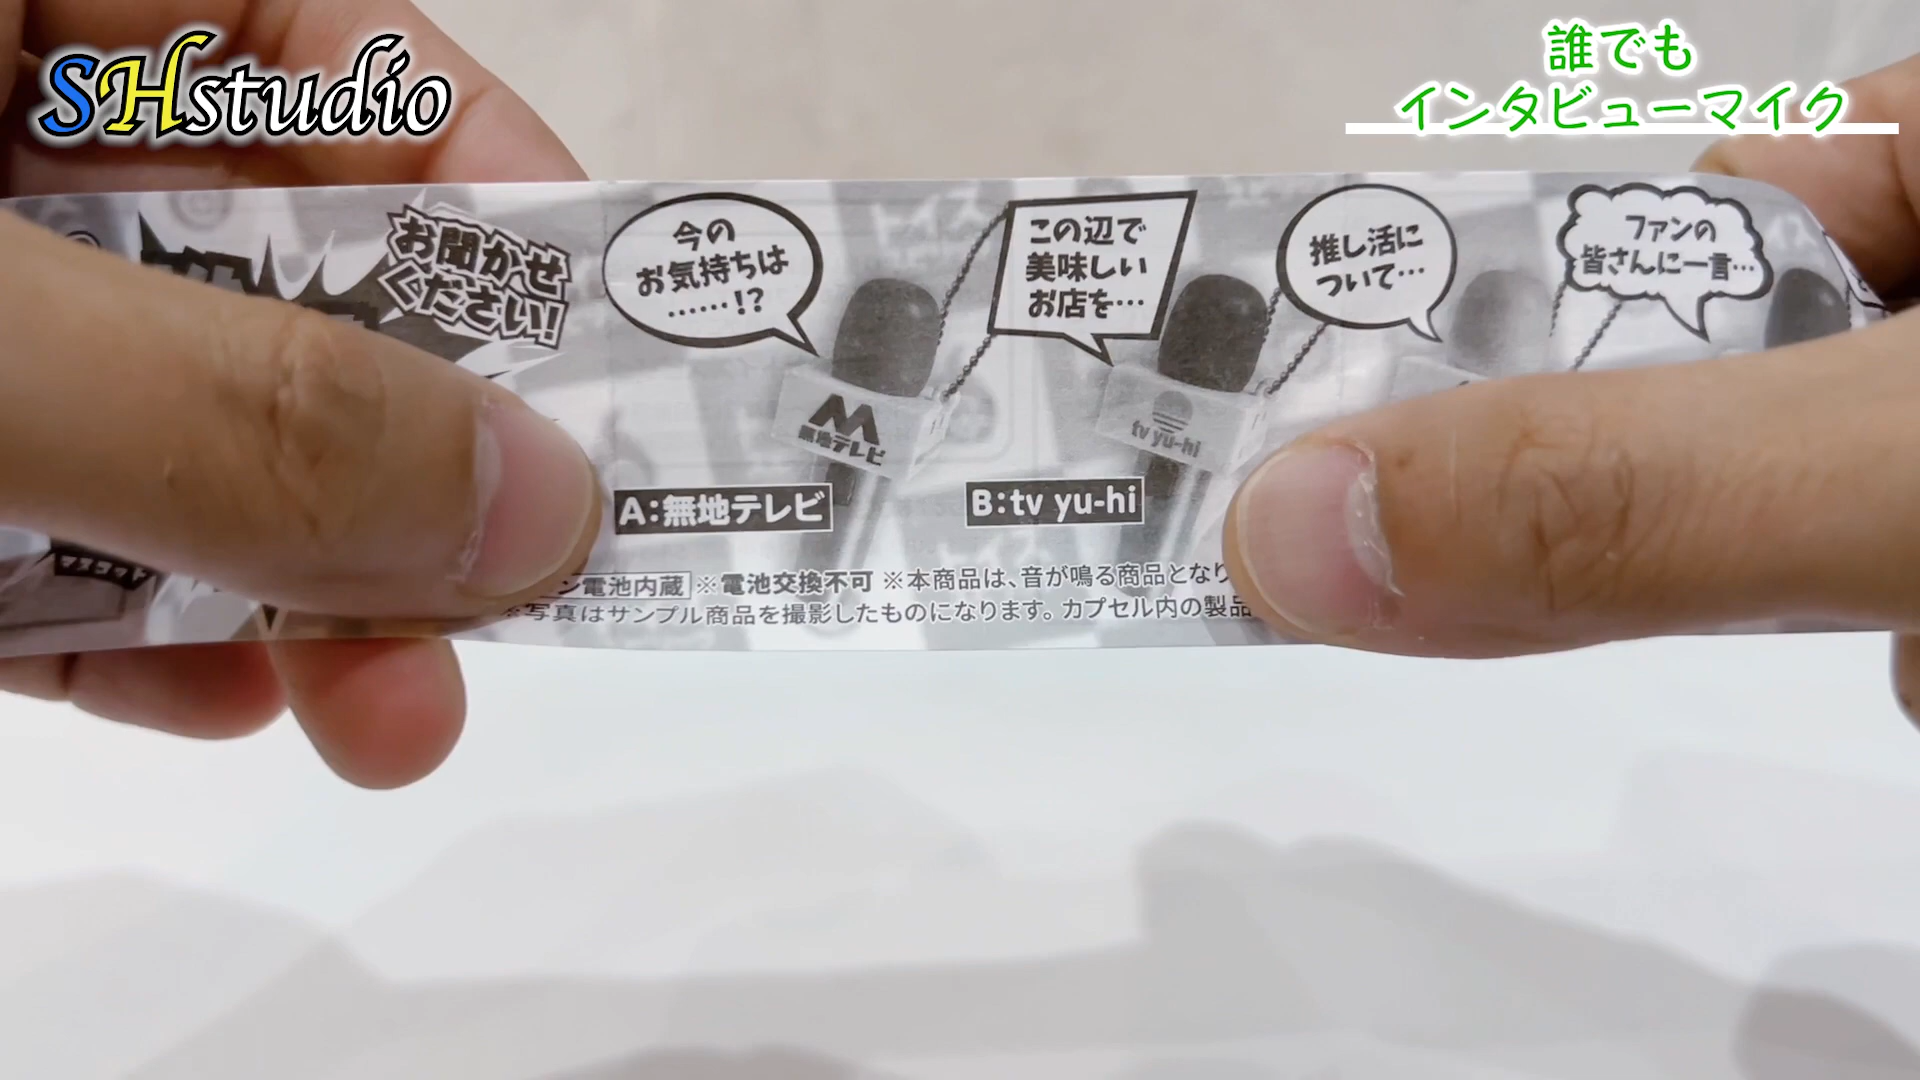 SHstudio
誰でも
インタビューマイク
お聞かせ
ください!
今の
お気持ちは
……!?
この辺で
美味しい
お店を…
推し活に
ついて…
ファンの
皆さんに一言…
無地テレビ
tv yu-hi
A:無地テレビ
B:tv yu-hi
マスコット
ン電池内蔵 ※電池交換不可 ※本商品は、音が鳴る商品となり
※写真はサンプル商品を撮影したものになります。カプセル内の製品